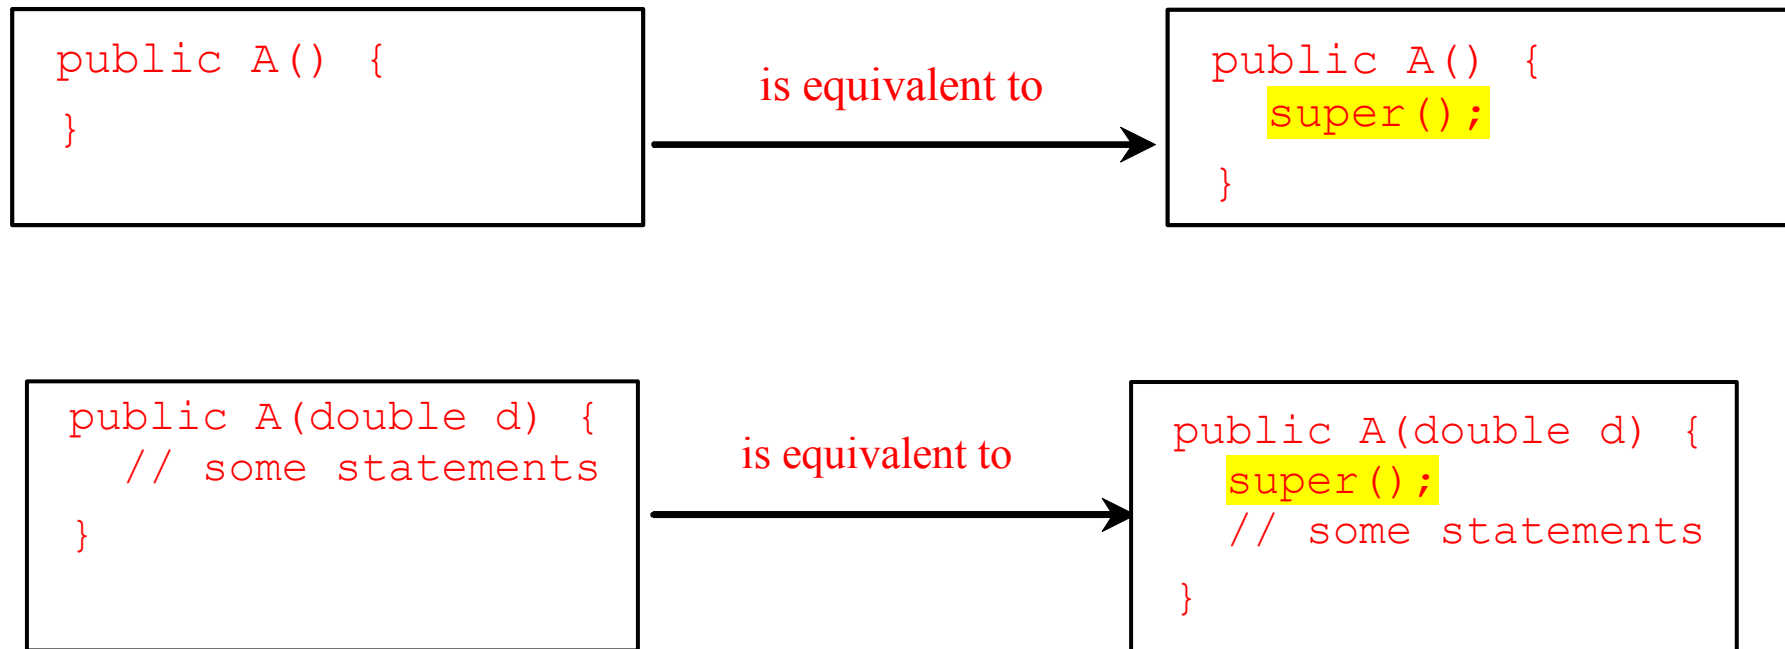 public A() {
}
is equivalent to
public A() {
super();
}
public A(double d) {
// some statements
}
is equivalent to
public A(double d) {
super();
// some statements
}